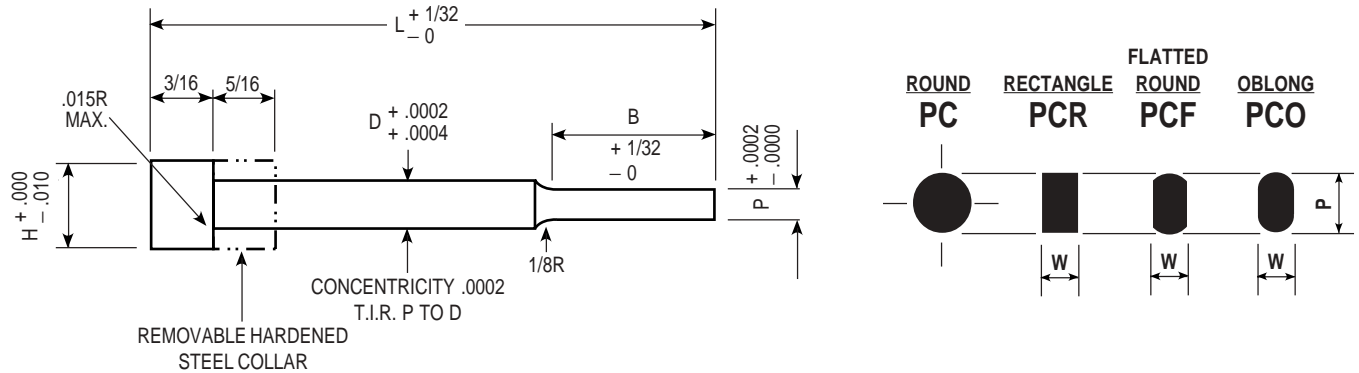 L + 1/32
– 0
3/16
5/16
.015R
MAX.
D + .0002
+ .0004
B
+ 1/32
– 0
P + .0002
– .0000
H + .000
– .010
1/8R
CONCENTRICITY .0002
T.I.R. P TO D
REMOVABLE HARDENED
STEEL COLLAR
ROUND
PC
RECTANGLE
PCR
FLATTED
ROUND
PCF
OBLONG
PCO
P
W
W
W